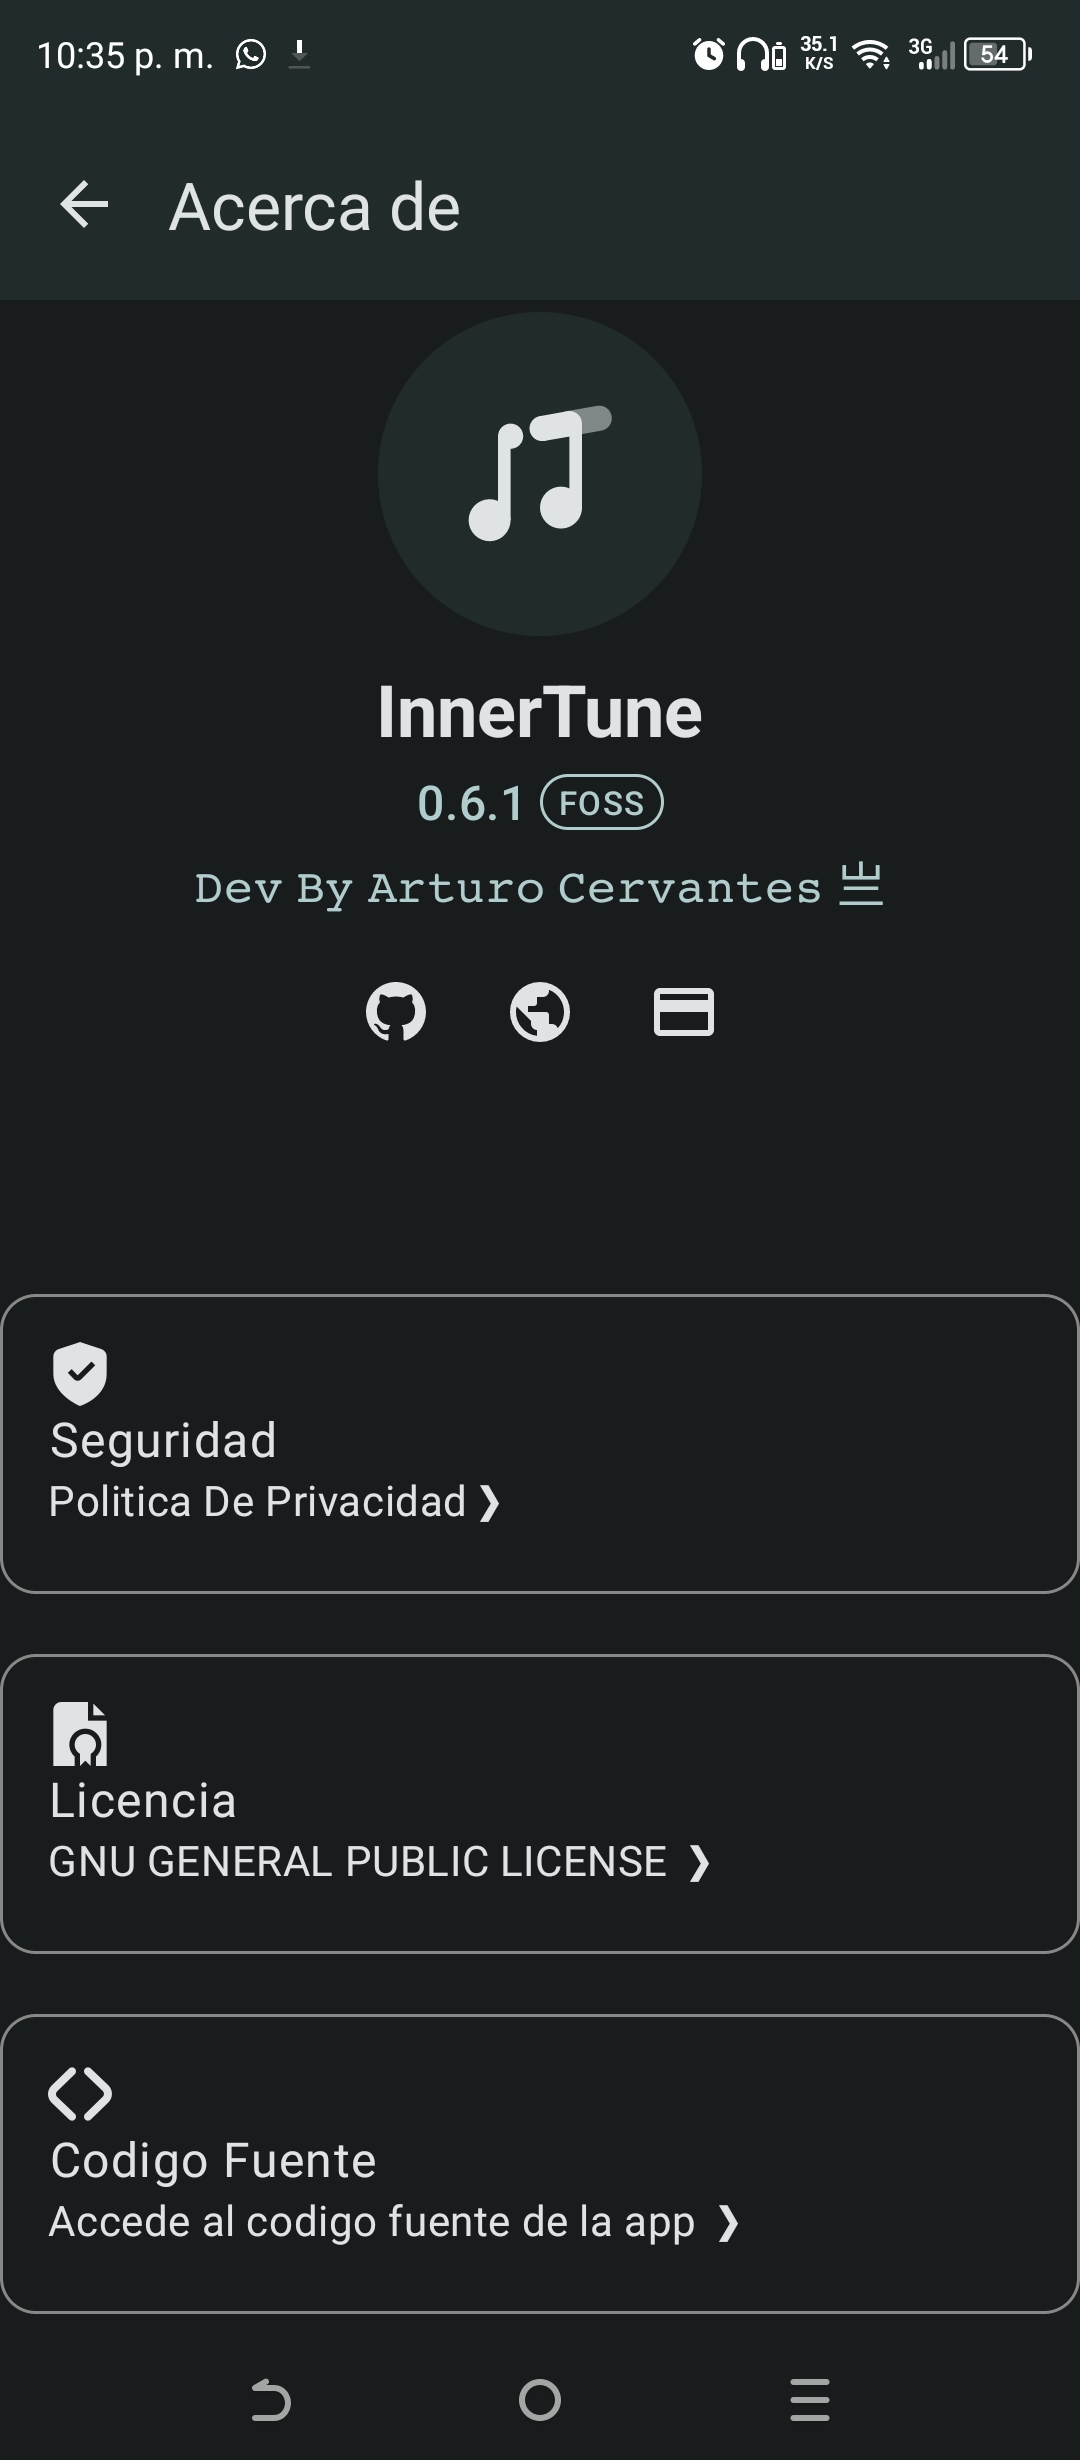 10:35 p. m.
35.1
K/S
3G
54
Acerca de
InnerTune
0.6.1 FOSS
Dev By Arturo Cervantes 亗
Seguridad
Politica De Privacidad ❯
Licencia
GNU GENERAL PUBLIC LICENSE ❯
Codigo Fuente
Accede al codigo fuente de la app ❯